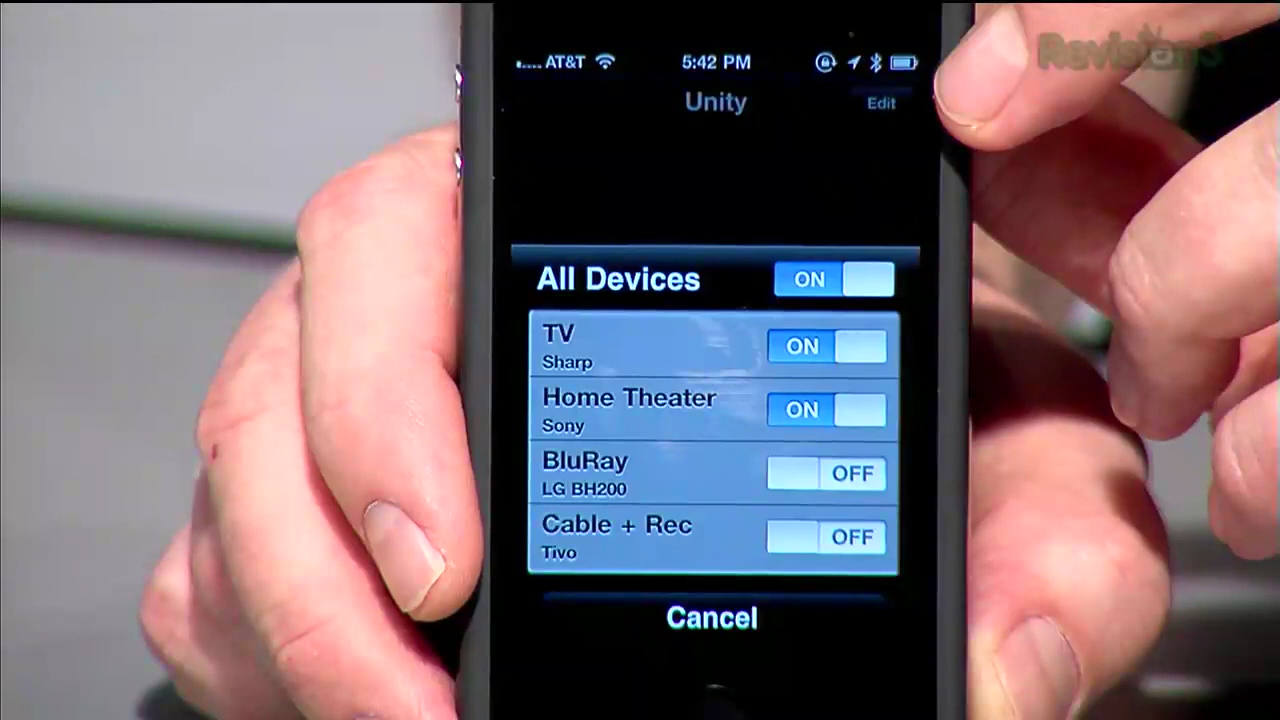 Revision3
AT&T 5:42 PM
Unity Edit
All Devices ON
TV
Sharp ON
Home Theater
Sony ON
BluRay
LG BH200 OFF
Cable + Rec
Tivo OFF
Cancel